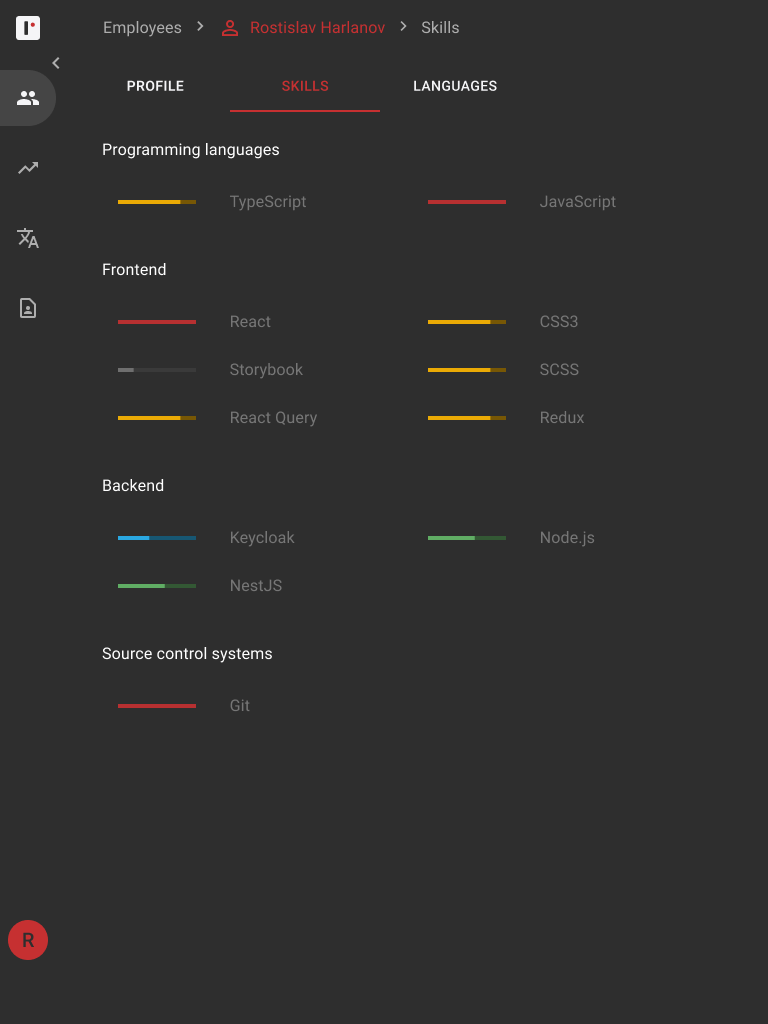 Employees > Rostislav Harlanov > Skills
PROFILE SKILLS LANGUAGES
Programming languages
TypeScript JavaScript
Frontend
React CSS3
Storybook SCSS
React Query Redux
Backend
Keycloak Node.js
NestJS
Source control systems
Git
R